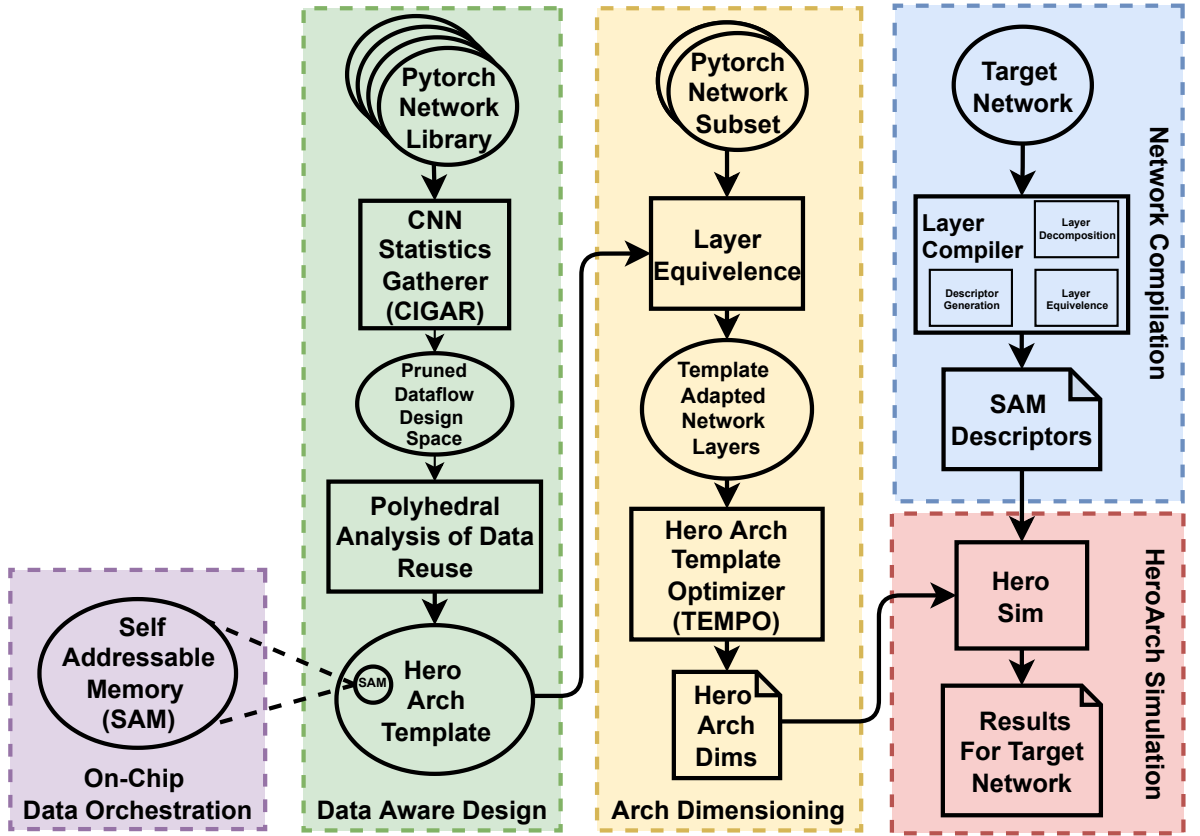 Self
Addressable
Memory
(SAM)
On-Chip
Data Orchestration
Pytorch
Network
Library
CNN
Statistics
Gatherer
(CIGAR)
Pruned
Dataflow
Design
Space
Polyhedral
Analysis of Data
Reuse
SAM
Hero
Arch
Template
Data Aware Design
Pytorch
Network
Subset
Layer
Equivelence
Template
Adapted
Network
Layers
Hero Arch
Template
Optimizer
(TEMPO)
Hero
Arch
Dims
Arch Dimensioning
Target
Network
Layer
Compiler
Layer
Decomposition
Descriptor
Generation
Layer
Equivelence
SAM
Descriptors
Network Compilation
Hero
Sim
Results
For Target
Network
HeroArch Simulation